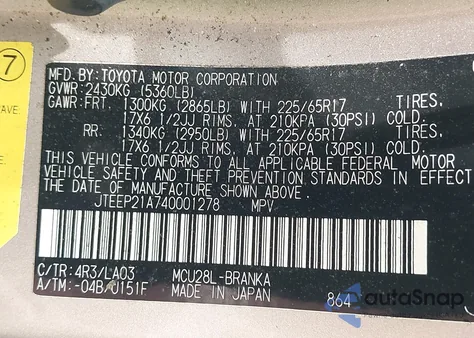 7
MFD. BY: TOYOTA MOTOR CORPORATION
GVWR: 2430KG (5360LB)
GAWR: FRT. 1300KG (2865LB) WITH 225/65R17 TIRES.
17X6 1/2JJ RIMS. AT 210KPA (30PSI) COLD.
RR. 1340KG (2950LB) WITH 225/65R17 TIRES.
17X6 1/2JJ RIMS. AT 210KPA (30PSI) COLD.
THIS VEHICLE CONFORMS TO ALL APPLICABLE FEDERAL MOTOR
VEHICLE SAFETY AND THEFT PREVENTION STANDARDS IN EFFECT
THE DATE OF MANUFACTURE SHOWN ABOVE.
JTEEP21A740001278 MPV
C/TR: 4R3/LA03 MCU28L-BRANKA
A/TM: -04B/U151F MADE IN JAPAN 864
AVE.
autoSnap